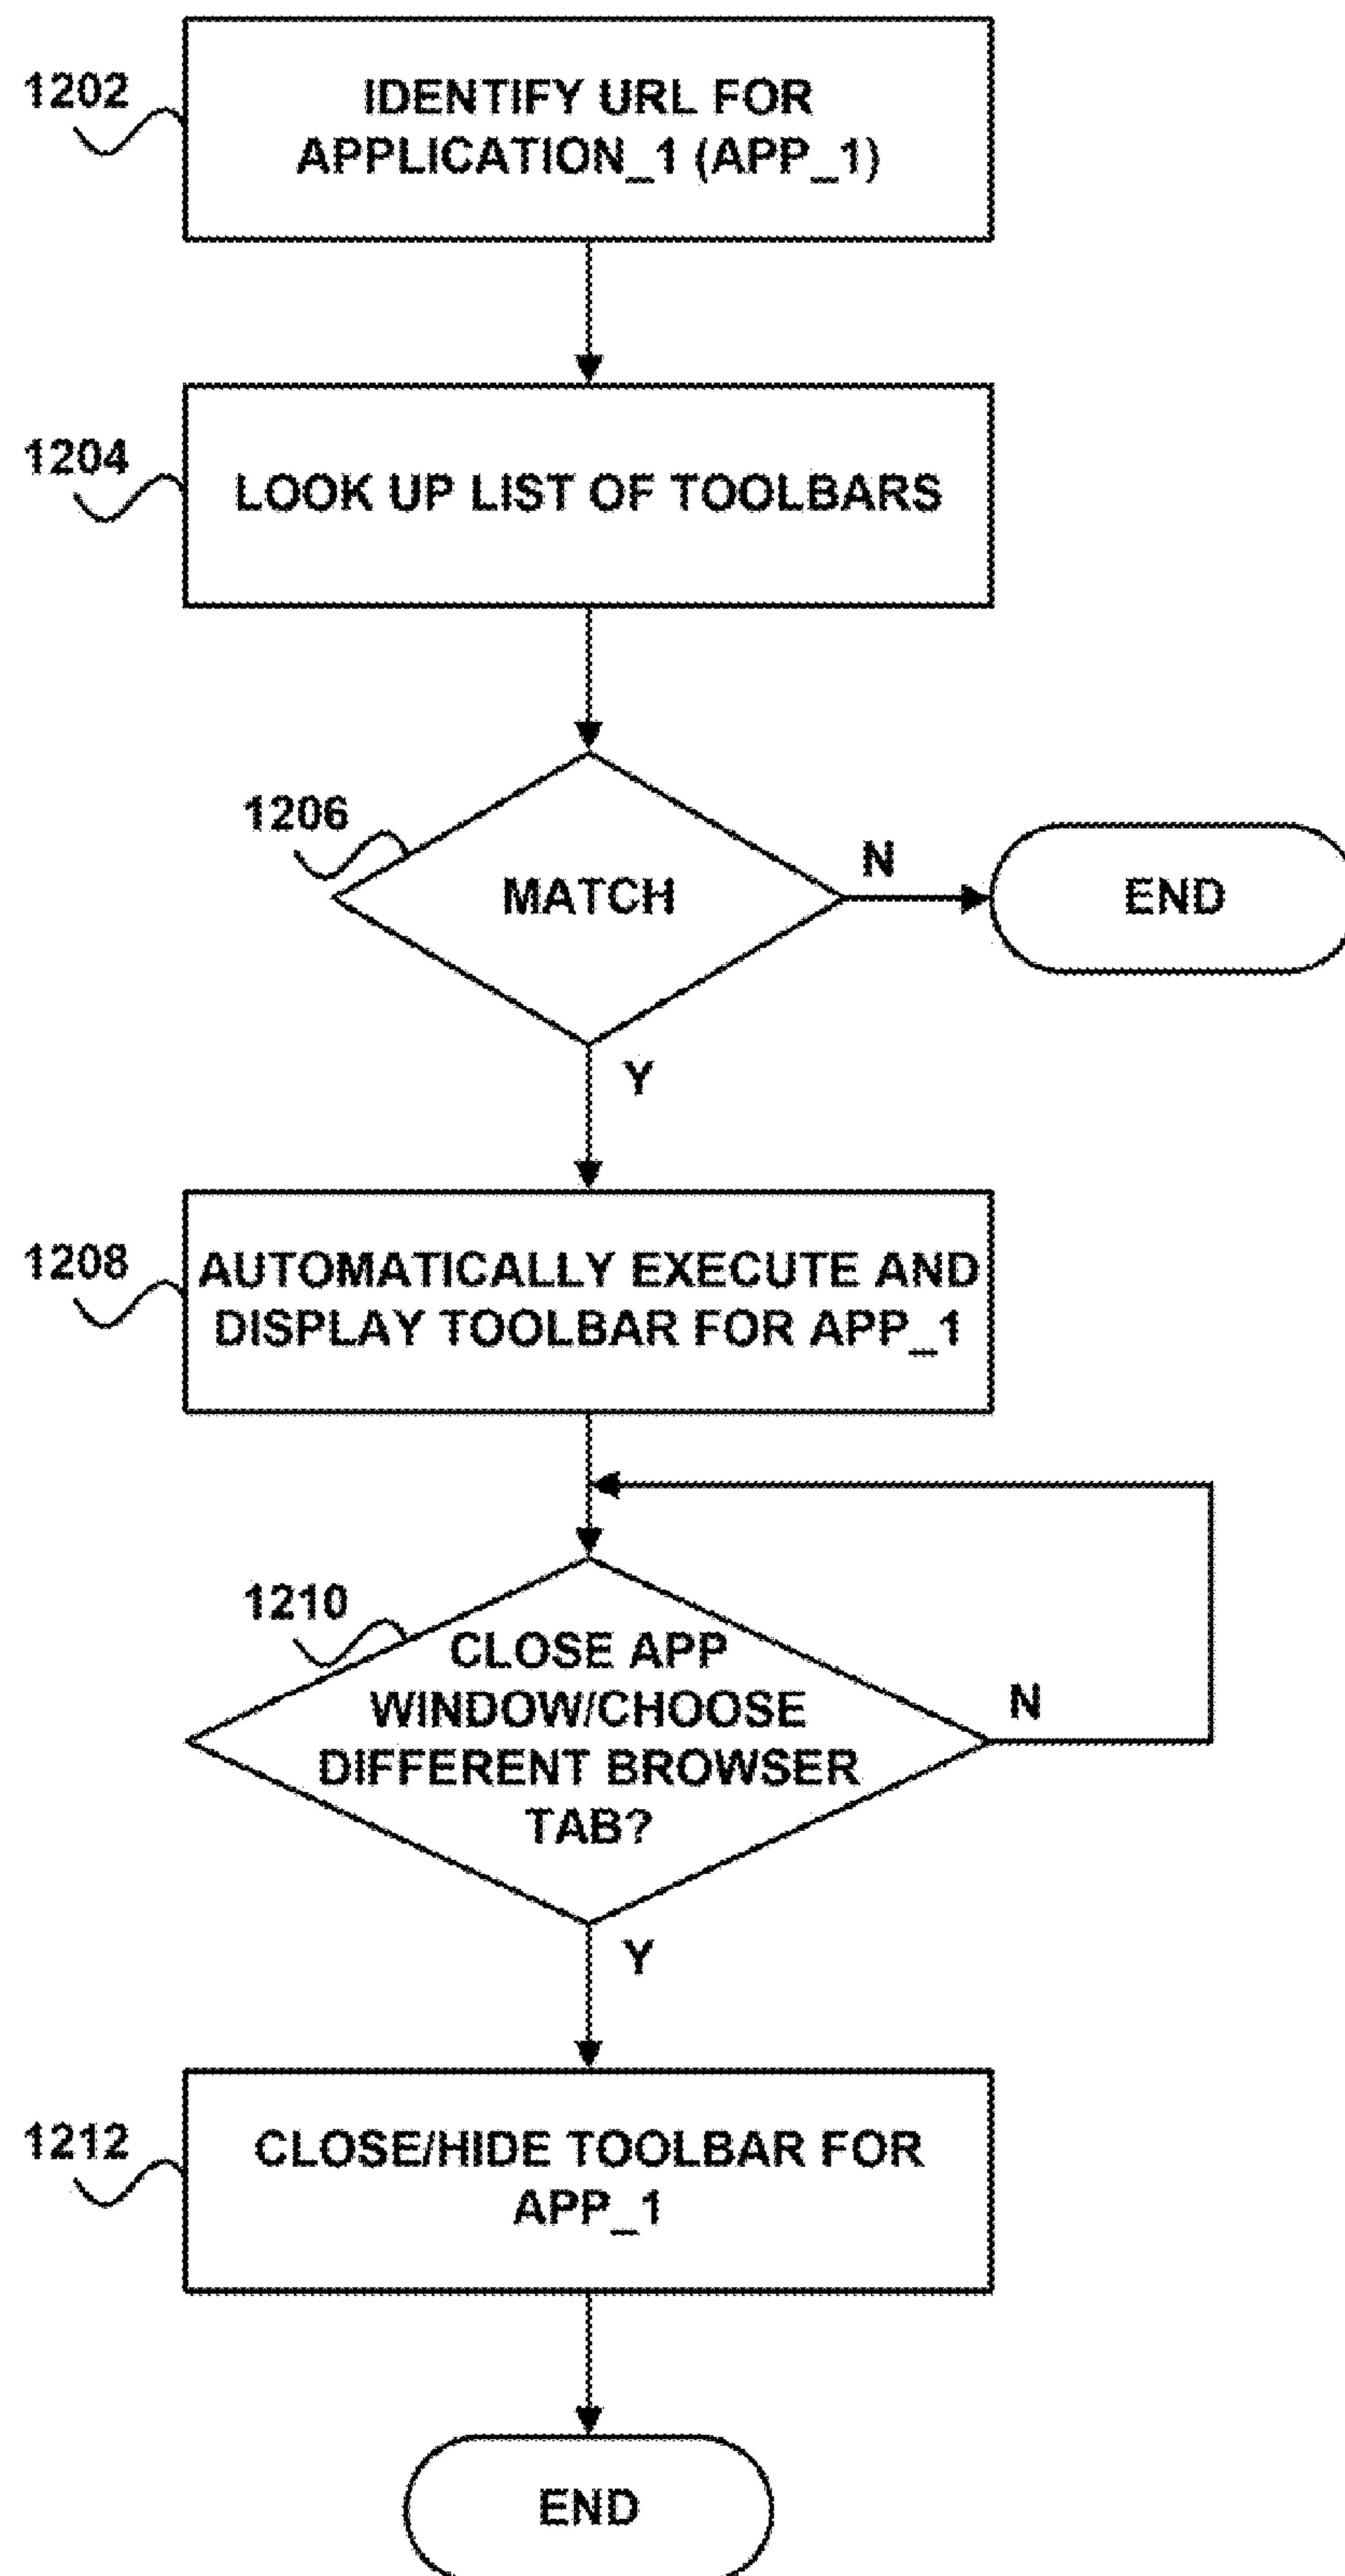 1202
IDENTIFY URL FOR
APPLICATION_1 (APP_1)
1204
LOOK UP LIST OF TOOLBARS
1206
MATCH
N
END
Y
1208
AUTOMATICALLY EXECUTE AND
DISPLAY TOOLBAR FOR APP_1
1210
CLOSE APP
WINDOW/CHOOSE
DIFFERENT BROWSER
TAB?
N
Y
1212
CLOSE/HIDE TOOLBAR FOR
APP_1
END